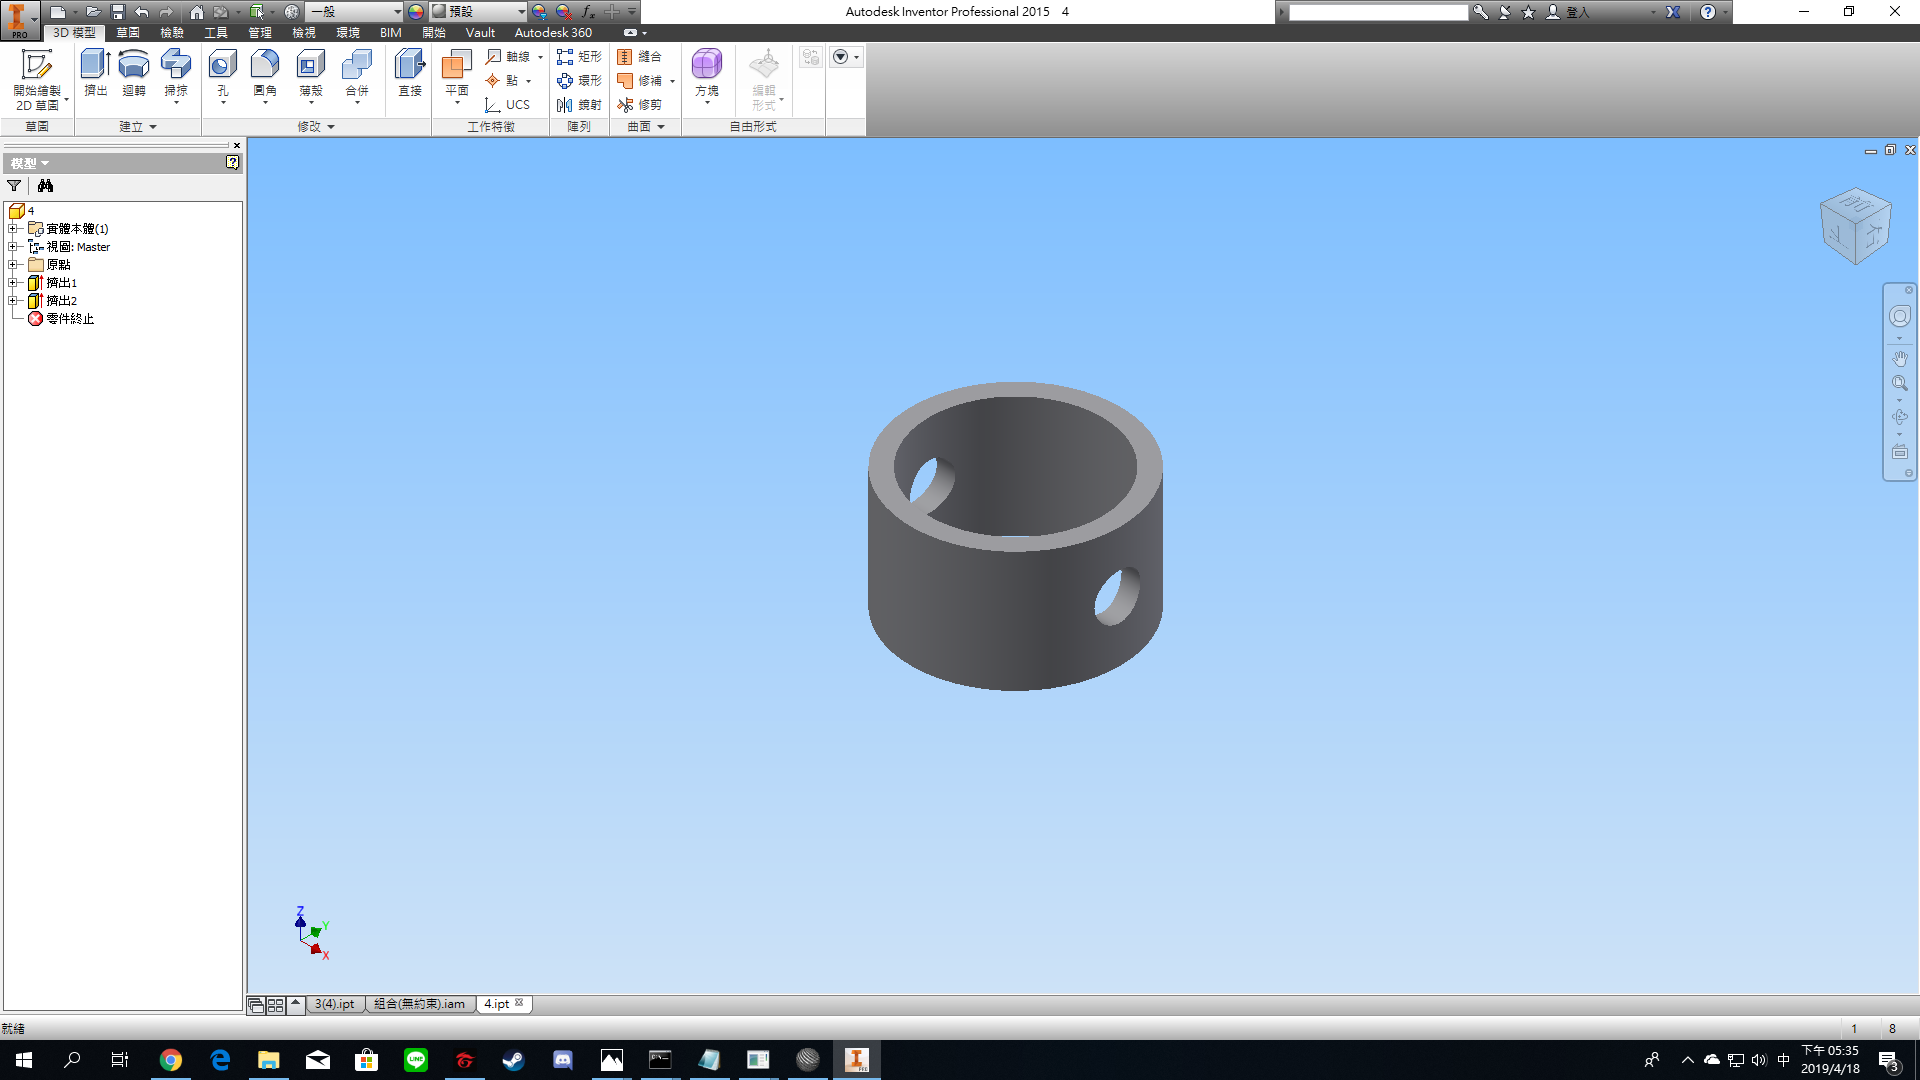 一般
預設
Autodesk Inventor Professional 2015 4
登入
PRO
3D 模型 草圖 檢驗 工具 管理 檢視 環境 BIM 開始 Vault Autodesk 360
開始繪製
2D 草圖
擠出
迴轉
掃掠
孔
圓角
薄殼
合併
直接
平面
軸線
點
UCS
矩形
環形
鏡射
縫合
修補
修剪
方塊
編輯
形式
草圖
建立
修改
工作特徵
陣列
曲面
自由形式
模型
4
實體本體(1)
視圖: Master
原點
擠出1
擠出2
零件終止
前
Z
Y
X
3(4).ipt
組合(無約束).iam
4.ipt
就緒
1
8
LINE
中
下午 05:35
2019/4/18
3